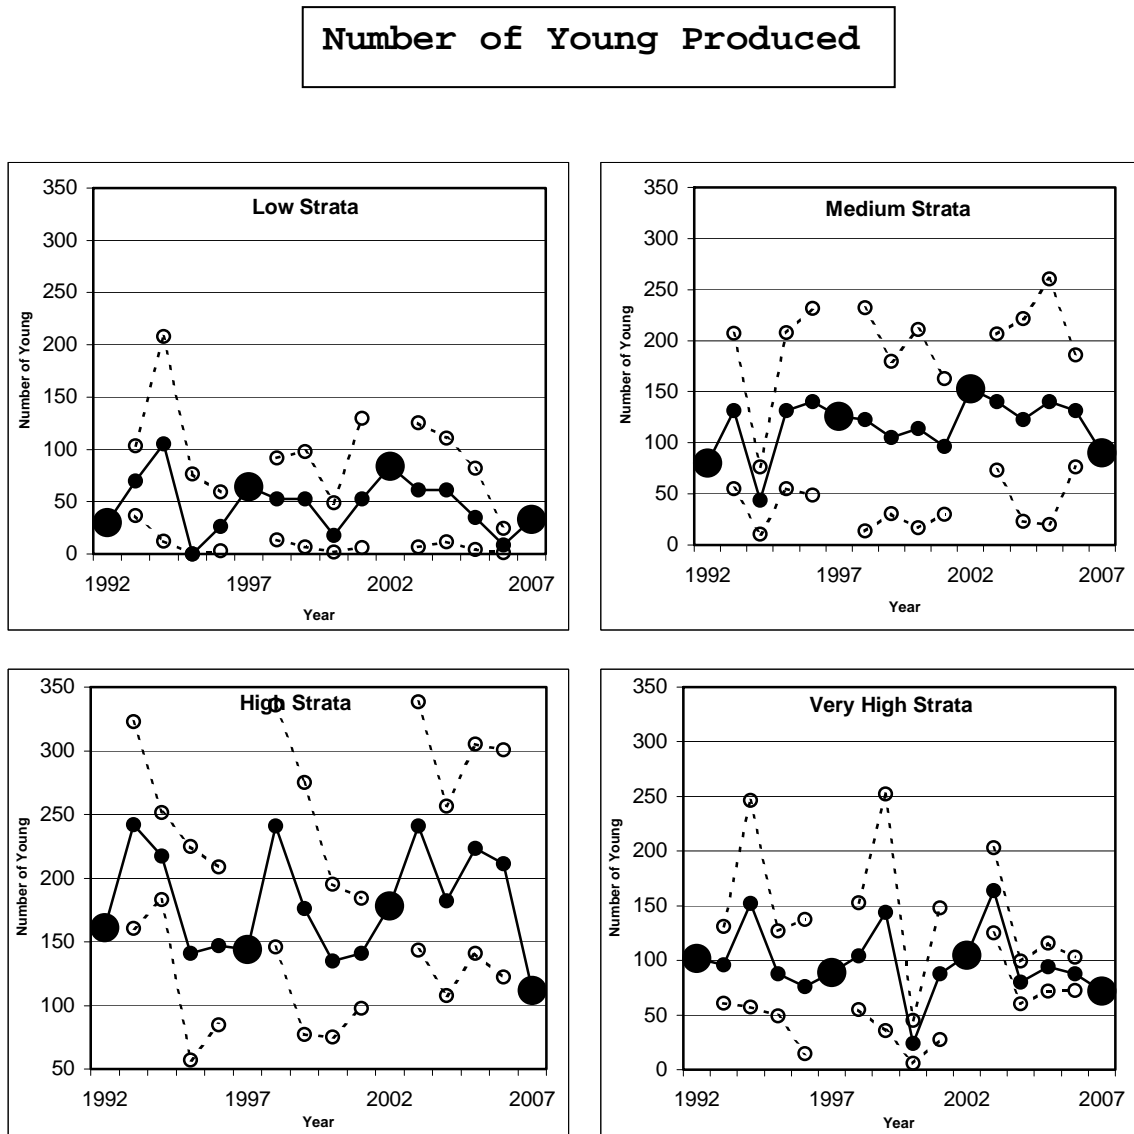 Number of Young Produced
Low Strata
350
300
250
200
150
100
50
0
Number of Young
1992 1997 2002 2007
Year
Medium Strata
350
300
250
200
150
100
50
0
Number of Young
1992 1997 2002 2007
Year
High Strata
350
300
250
200
150
100
50
Number of Young
1992 1997 2002 2007
Year
Very High Strata
350
300
250
200
150
100
50
0
Number of Young
1992 1997 2002 2007
Year